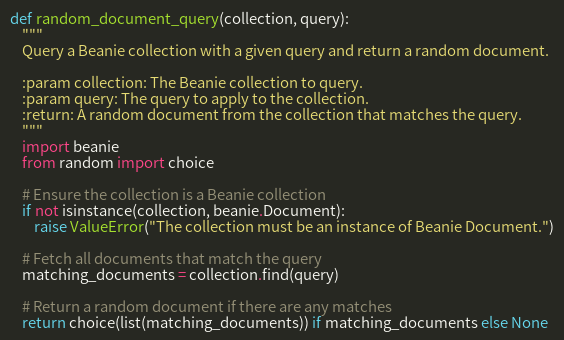 def random_document_query(collection, query):
    """
    Query a Beanie collection with a given query and return a random document.

    :param collection: The Beanie collection to query.
    :param query: The query to apply to the collection.
    :return: A random document from the collection that matches the query.
    """
    import beanie
    from random import choice

    # Ensure the collection is a Beanie collection
    if not isinstance(collection, beanie.Document):
        raise ValueError("The collection must be an instance of Beanie Document.")

    # Fetch all documents that match the query
    matching_documents = collection.find(query)

    # Return a random document if there are any matches
    return choice(list(matching_documents)) if matching_documents else None